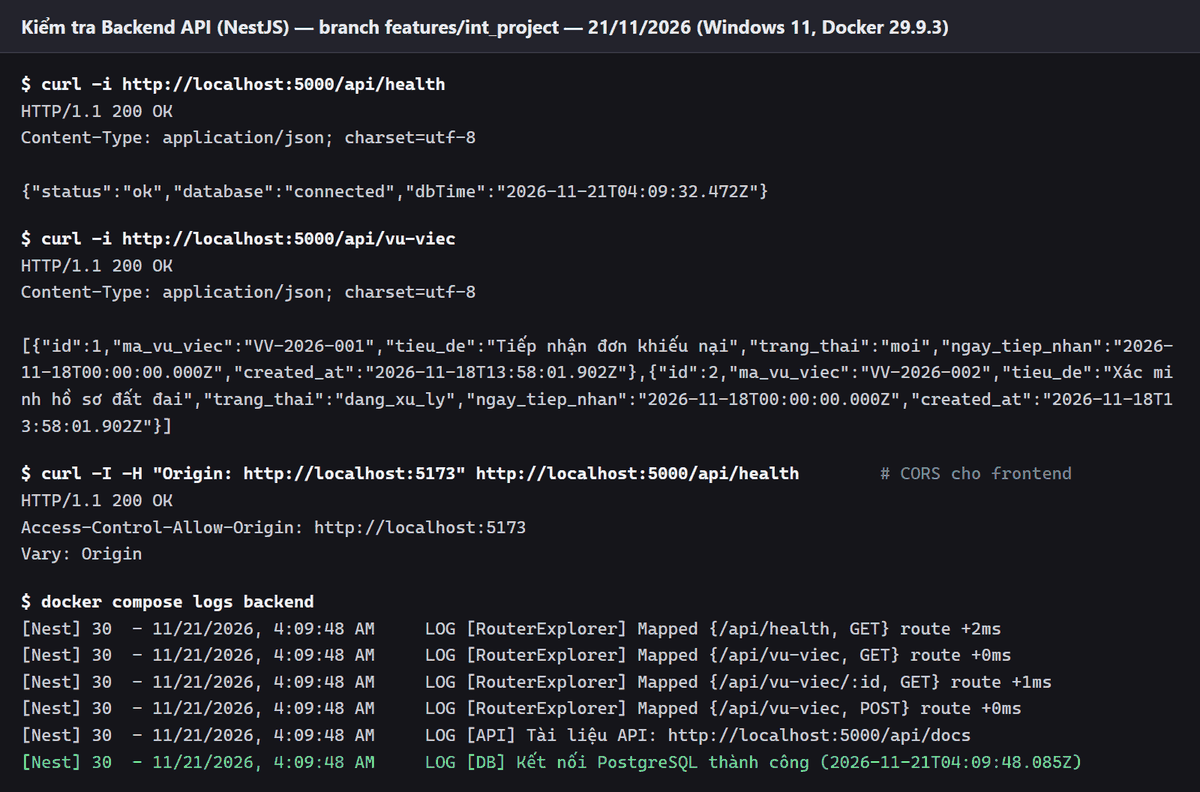 Kiểm tra Backend API (NestJS) — branch features/int_project — 21/11/2026 (Windows 11, Docker 29.9.3)
$ curl -i http://localhost:5000/api/health
HTTP/1.1 200 OK
Content-Type: application/json; charset=utf-8
{"status":"ok","database":"connected","dbTime":"2026-11-21T04:09:32.472Z"}
$ curl -i http://localhost:5000/api/vu-viec
HTTP/1.1 200 OK
Content-Type: application/json; charset=utf-8
[{"id":1,"ma_vu_viec":"VV-2026-001","tieu_de":"Tiếp nhận đơn khiếu nại","trang_thai":"moi","ngay_tiep_nhan":"2026-
11-18T00:00:00.000Z","created_at":"2026-11-18T13:58:01.902Z"},{"id":2,"ma_vu_viec":"VV-2026-002","tieu_de":"Xác mi
nh hồ sơ đất đai","trang_thai":"dang_xu_ly","ngay_tiep_nhan":"2026-11-18T00:00:00.000Z","created_at":"2026-11-18T1
3:58:01.902Z"}]
$ curl -I -H "Origin: http://localhost:5173" http://localhost:5000/api/health        # CORS cho frontend
HTTP/1.1 200 OK
Access-Control-Allow-Origin: http://localhost:5173
Vary: Origin
$ docker compose logs backend
[Nest] 30  - 11/21/2026, 4:09:48 AM     LOG [RouterExplorer] Mapped {/api/health, GET} route +2ms
[Nest] 30  - 11/21/2026, 4:09:48 AM     LOG [RouterExplorer] Mapped {/api/vu-viec, GET} route +0ms
[Nest] 30  - 11/21/2026, 4:09:48 AM     LOG [RouterExplorer] Mapped {/api/vu-viec/:id, GET} route +1ms
[Nest] 30  - 11/21/2026, 4:09:48 AM     LOG [RouterExplorer] Mapped {/api/vu-viec, POST} route +0ms
[Nest] 30  - 11/21/2026, 4:09:48 AM     LOG [API] Tài liệu API: http://localhost:5000/api/docs
[Nest] 30  - 11/21/2026, 4:09:48 AM     LOG [DB] Kết nối PostgreSQL thành công (2026-11-21T04:09:48.085Z)